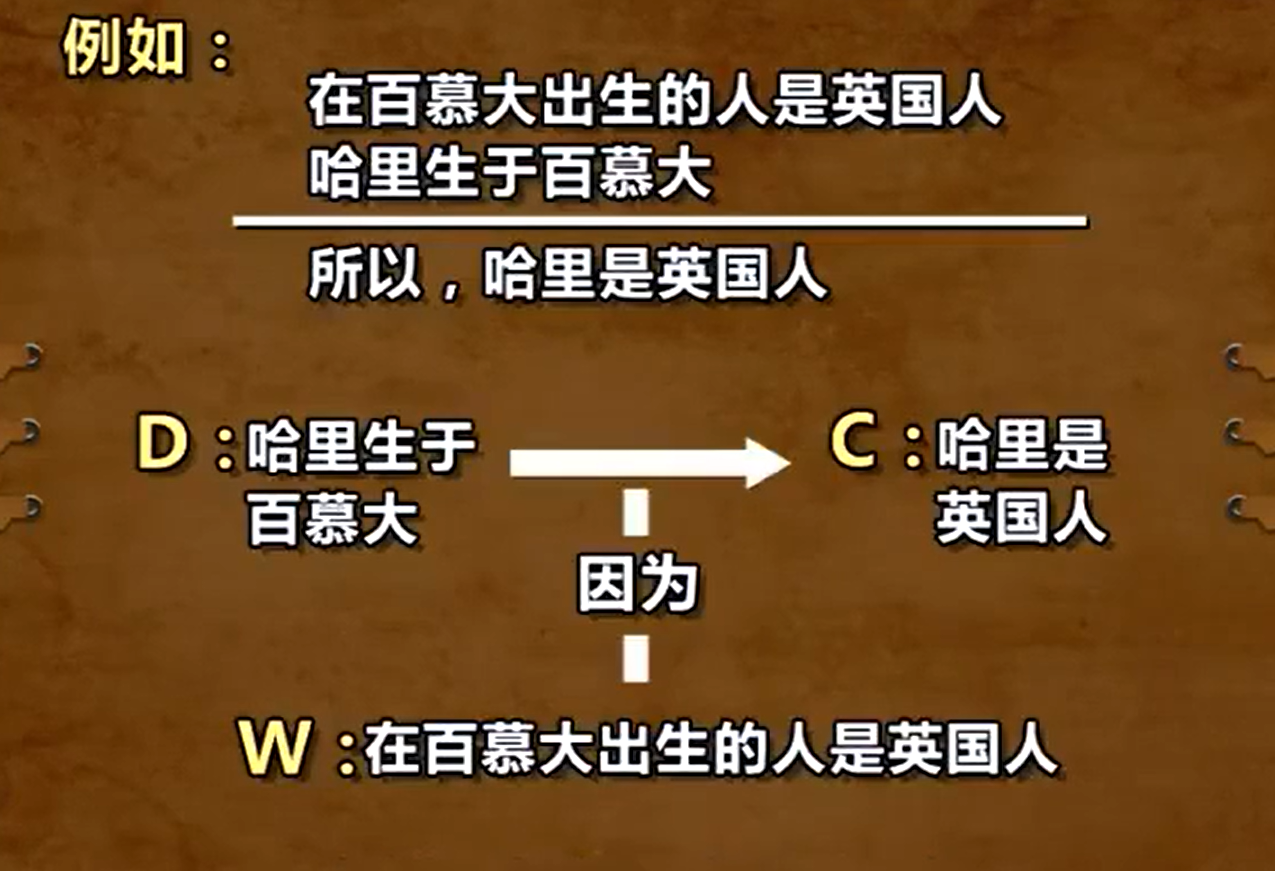 例如：
在百慕大出生的人是英国人
哈里生于百慕大
所以，哈里是英国人
D：哈里生于
百慕大
C：哈里是
英国人
因为
W：在百慕大出生的人是英国人